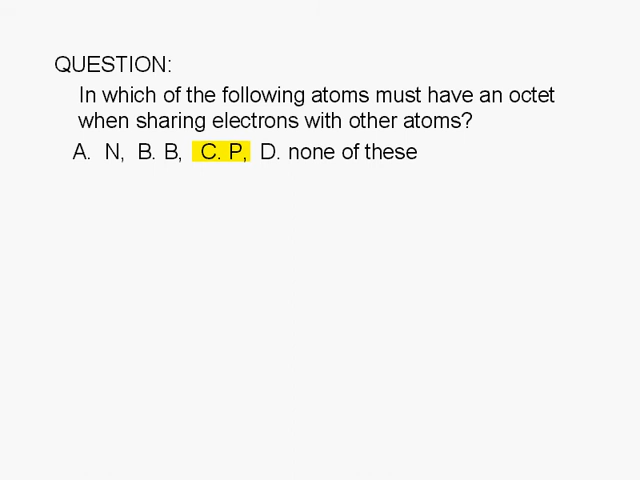 QUESTION:
In which of the following atoms must have an octet
when sharing electrons with other atoms?
A. N, B. B, C. P, D. none of these